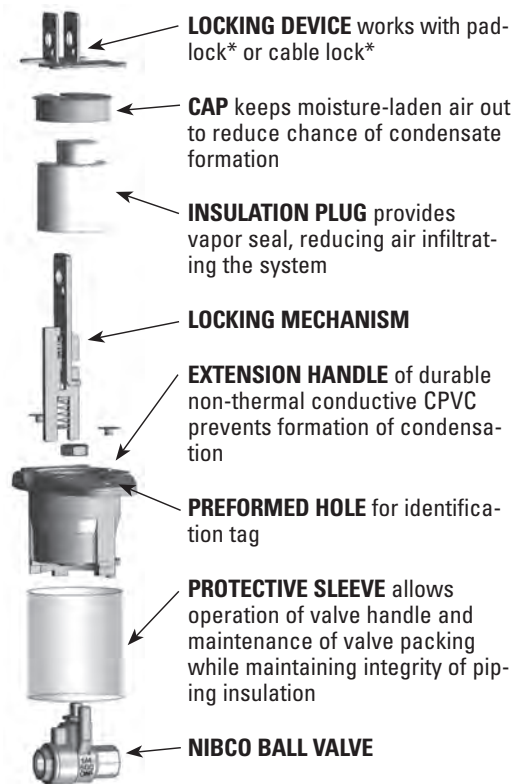 LOCKING DEVICE works with pad-
lock* or cable lock*
CAP keeps moisture-laden air out
to reduce chance of condensate
formation
INSULATION PLUG provides
vapor seal, reducing air infiltrat-
ing the system
LOCKING MECHANISM
EXTENSION HANDLE of durable
non-thermal conductive CPVC
prevents formation of condensa-
tion
PREFORMED HOLE for identifica-
tion tag
PROTECTIVE SLEEVE allows
operation of valve handle and
maintenance of valve packing
while maintaining integrity of pip-
ing insulation
NIBCO BALL VALVE